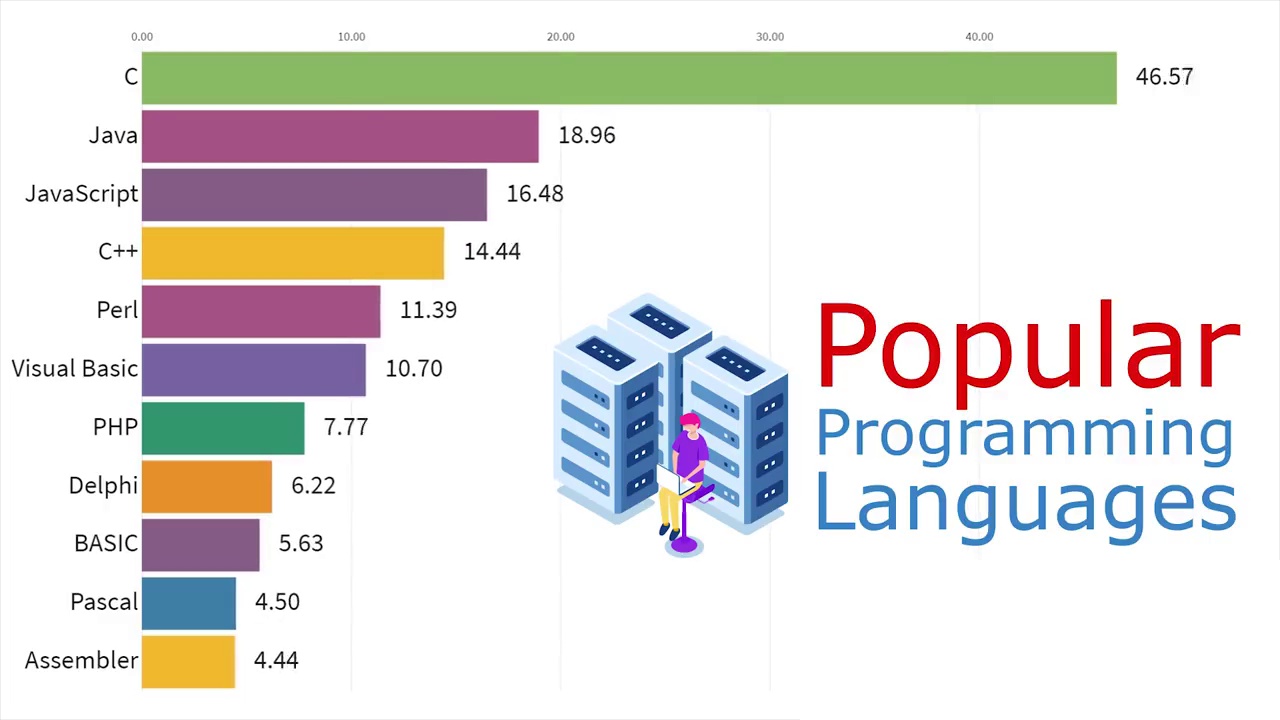 0.00 10.00 20.00 30.00 40.00
C 46.57
Java 18.96
JavaScript 16.48
C++ 14.44
Perl 11.39
Visual Basic 10.70
PHP 7.77
Delphi 6.22
BASIC 5.63
Pascal 4.50
Assembler 4.44
Popular
Programming
Languages